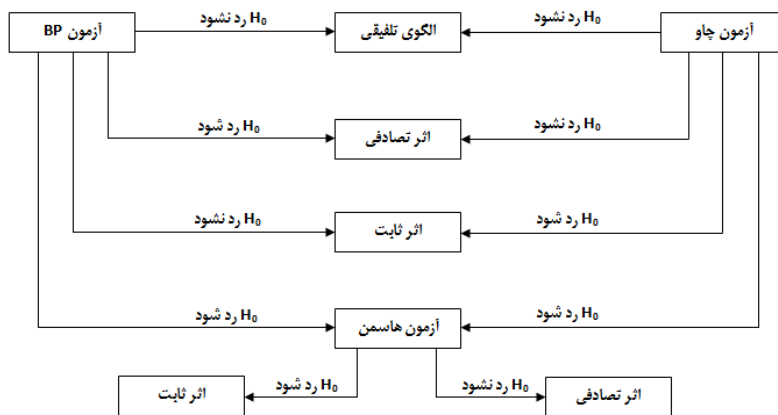 آزمون چاو
H₀ رد نشود
الگوی تلفیقی
H₀ رد نشود
آزمون BP
H₀ رد نشود
اثر تصادفی
H₀ رد شود
H₀ رد شود
اثر ثابت
H₀ رد نشود
H₀ رد شود
آزمون هاسمن
H₀ رد شود
اثر تصادفی
H₀ رد نشود
H₀ رد شود
اثر ثابت